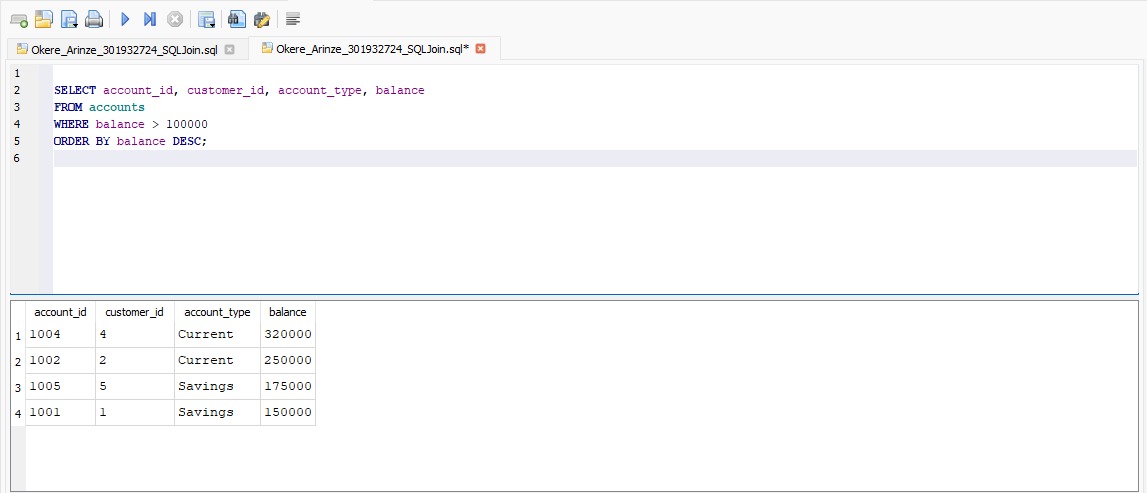 Okere_Arinze_301932724_SQLJoin.sql Okere_Arinze_301932724_SQLJoin.sql*
1
2 SELECT account_id, customer_id, account_type, balance
3 FROM accounts
4 WHERE balance > 100000
5 ORDER BY balance DESC;
6
account_id customer_id account_type balance
1 1004 4 Current 320000
2 1002 2 Current 250000
3 1005 5 Savings 175000
4 1001 1 Savings 150000